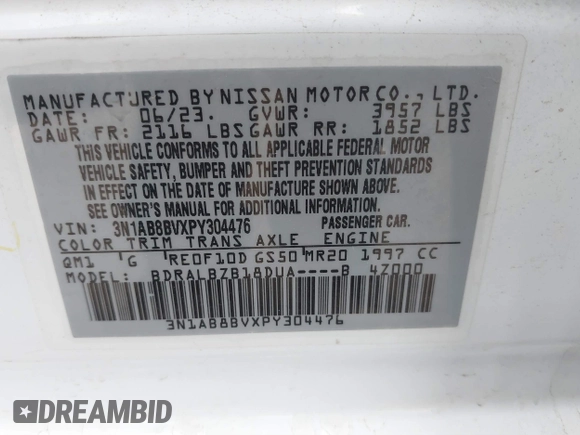 MANUFACTURED BY NISSAN MOTOR CO., LTD.
DATE: 06/23. GVWR: 3957 LBS
GAWR FR: 2116 LBS GAWR RR: 1852 LBS
THIS VEHICLE CONFORMS TO ALL APPLICABLE FEDERAL MOTOR
VEHICLE SAFETY, BUMPER AND THEFT PREVENTION STANDARDS
IN EFFECT ON THE DATE OF MANUFACTURE SHOWN ABOVE.
SEE OWNER'S MANUAL FOR ADDITIONAL INFORMATION.
VIN: 3N1AB8BVXPY304476 PASSENGER CAR.
COLOR TRIM TRANS AXLE ENGINE
QM1 G RE0F10D GS50 MR20 1997 CC
MODEL: BDRALBZB18DUA----B 4Z000
3N1AB8BVXPY304476
DREAMBID